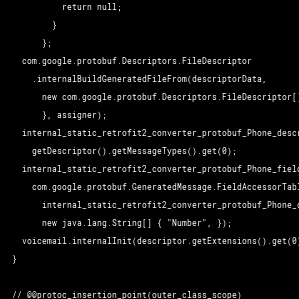 return null;
}
};
com.google.protobuf.Descriptors.FileDescriptor
.internalBuildGeneratedFileFrom(descriptorData,
new com.google.protobuf.Descriptors.FileDescriptor[]
}, assigner);
internal_static_retrofit2_converter_protobuf_Phone_descr
getDescriptor().getMessageTypes().get(0);
internal_static_retrofit2_converter_protobuf_Phone_field
com.google.protobuf.GeneratedMessage.FieldAccessorTabl
internal_static_retrofit2_converter_protobuf_Phone_d
new java.lang.String[] { "Number", });
voicemail.internalInit(descriptor.getExtensions().get(0)
}
// @@protoc_insertion_point(outer_class_scope)